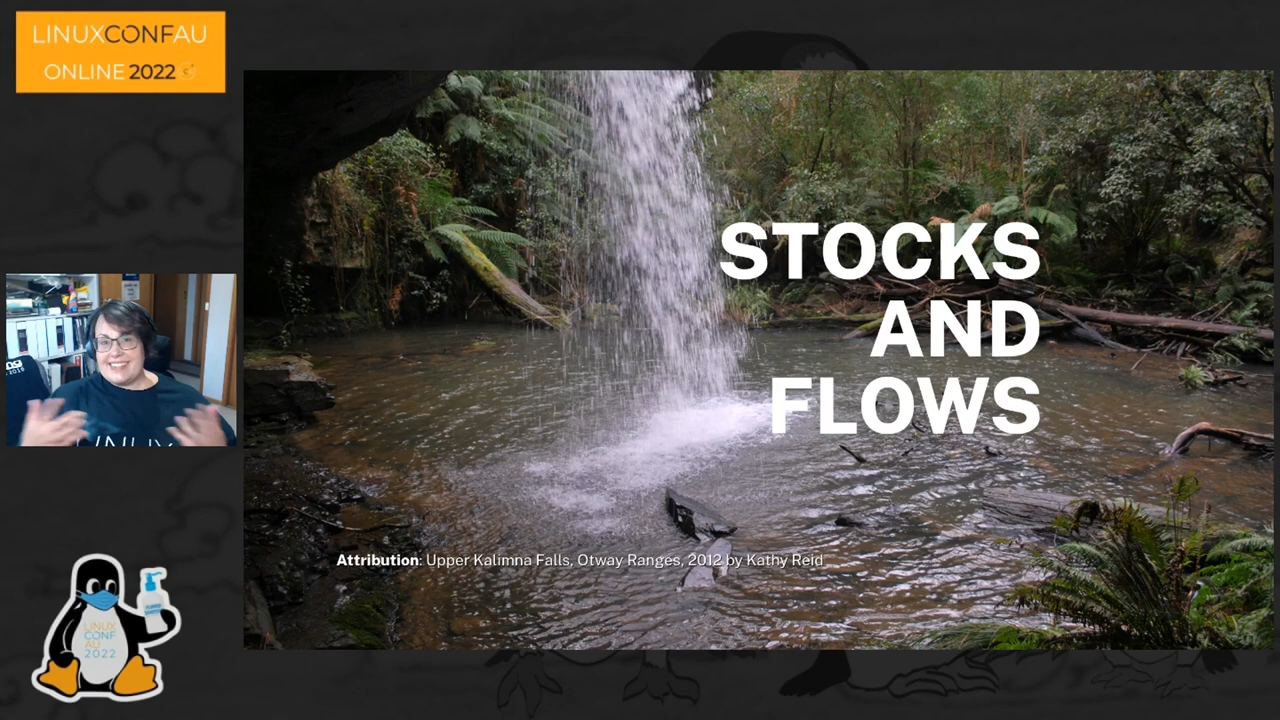 LINUXCONFAU
ONLINE 2022
STOCKS
AND
FLOWS
Attribution: Upper Kalimna Falls, Otway Ranges, 2012 by Kathy Reid
LINUX
LINUX
CONF
AU
2022